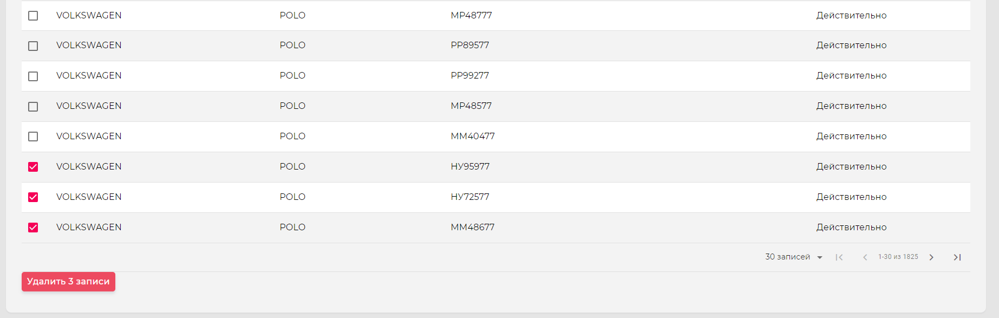 VOLKSWAGEN POLO МР48777 Действительно
VOLKSWAGEN POLO РР89577 Действительно
VOLKSWAGEN POLO РР99277 Действительно
VOLKSWAGEN POLO МР48577 Действительно
VOLKSWAGEN POLO ММ40477 Действительно
VOLKSWAGEN POLO НУ95977 Действительно
VOLKSWAGEN POLO НУ72577 Действительно
VOLKSWAGEN POLO ММ48677 Действительно
30 записей 1-30 из 1825
Удалить 3 записи